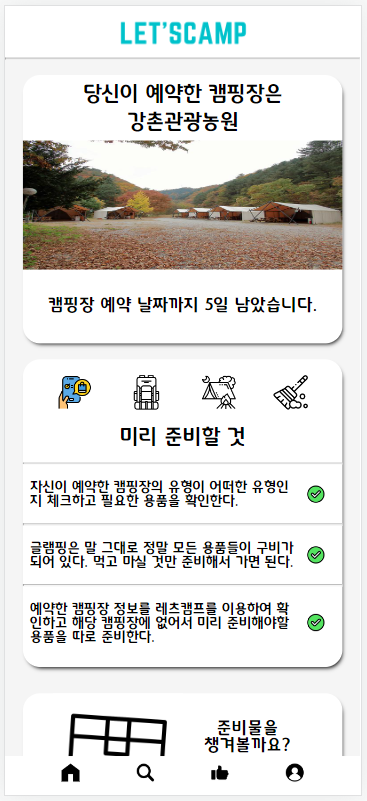 LET'SCAMP
당신이 예약한 캠핑장은
강촌관광농원
캠핑장 예약 날짜까지 5일 남았습니다.
미리 준비할 것
자신이 예약한 캠핑장의 유형이 어떠한 유형인
지 체크하고 필요한 용품을 확인한다.
글램핑은 말 그대로 정말 모든 용품들이 구비가
되어 있다. 먹고 마실 것만 준비해서 가면 된다.
예약한 캠핑장 정보를 레츠캠프를 이용하여 확
인하고 해당 캠핑장에 없어서 미리 준비해야할
용품을 따로 준비한다.
준비물을
챙겨볼까요?